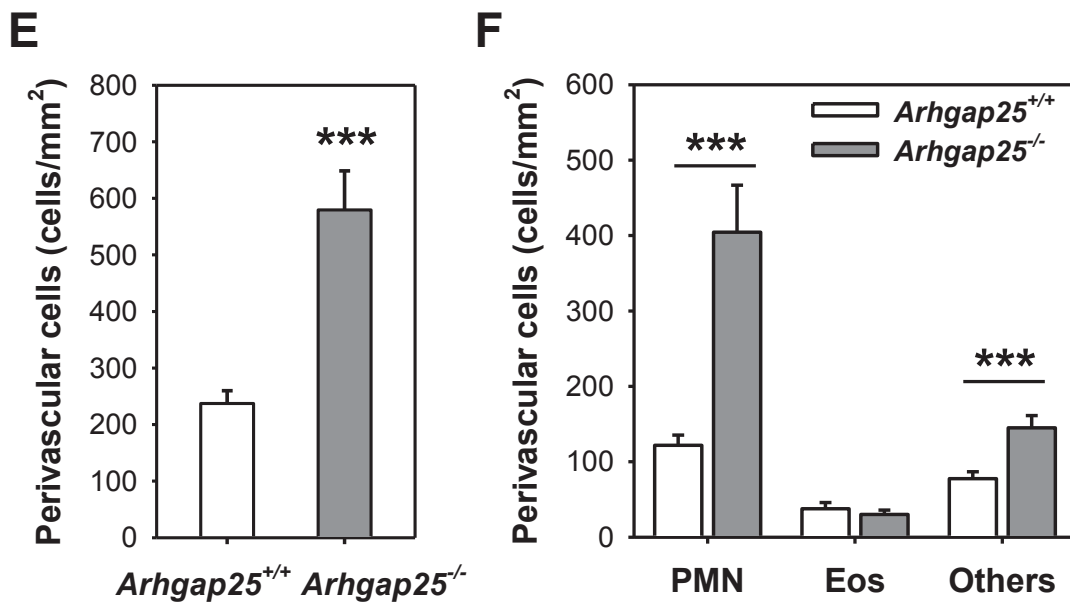 E
Perivascular cells (cells/mm²)
800
700
600
500
400
300
200
100
0
***
Arhgap25⁺/⁺ Arhgap25⁻/⁻
F
Perivascular cells (cells/mm²)
600
500
400
300
200
100
0
Arhgap25⁺/⁺
Arhgap25⁻/⁻
***
***
PMN Eos Others